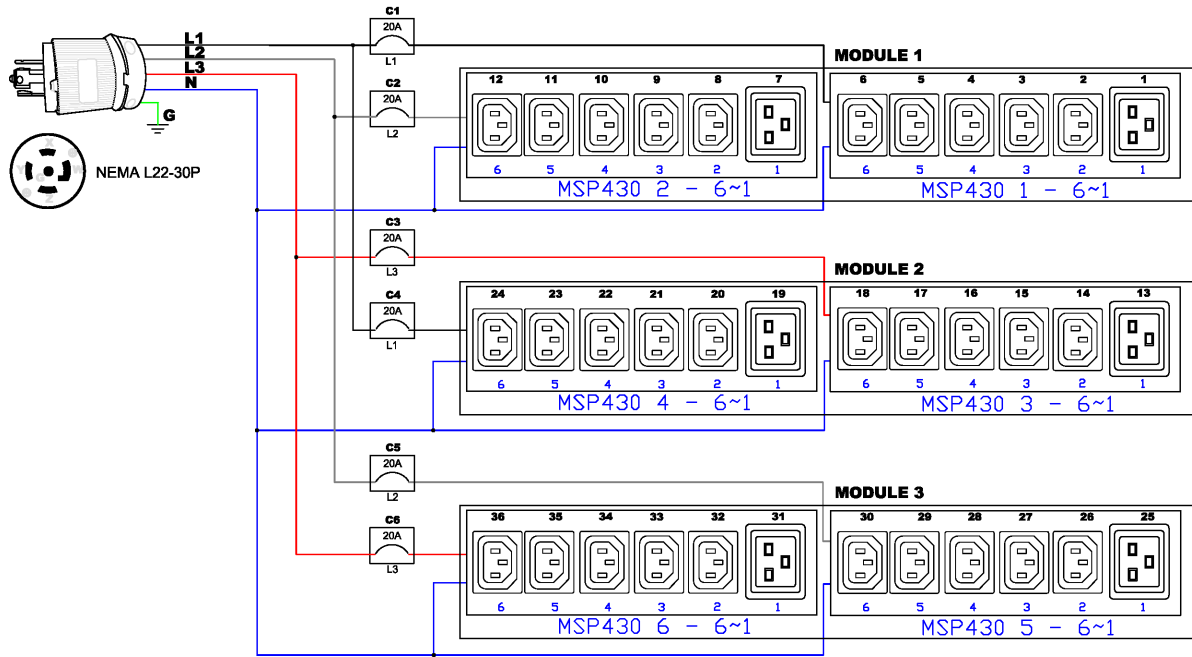 L1
L2
L3
N
G
NEMA L22-30P
X
Y
W
G
Z
C1
20A
L1
C2
20A
L2
MODULE 1
12 11 10 9 8 7 6 5 4 3 2 1
6 5 4 3 2 1 6 5 4 3 2 1
MSP430 2 - 6~1 MSP430 1 - 6~1
C3
20A
L3
C4
20A
L1
MODULE 2
24 23 22 21 20 19 18 17 16 15 14 13
6 5 4 3 2 1 6 5 4 3 2 1
MSP430 4 - 6~1 MSP430 3 - 6~1
C5
20A
L2
C6
20A
L3
MODULE 3
36 35 34 33 32 31 30 29 28 27 26 25
6 5 4 3 2 1 6 5 4 3 2 1
MSP430 6 - 6~1 MSP430 5 - 6~1